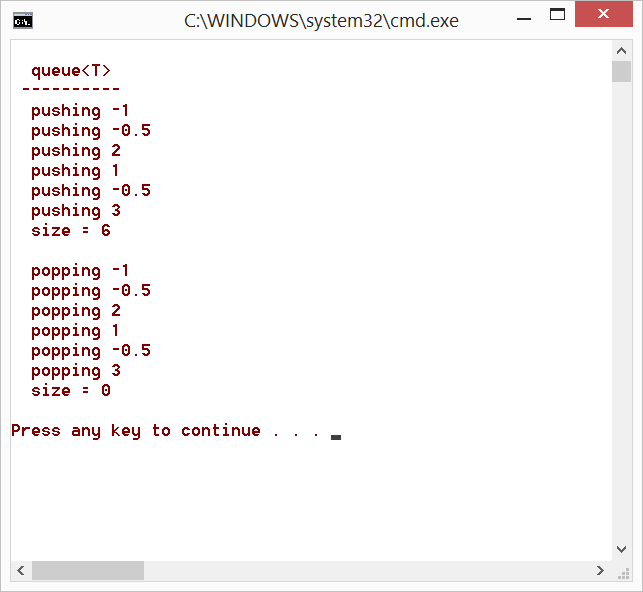 C:\WINDOWS\system32\cmd.exe
queue<T>
----------
pushing -1
pushing -0.5
pushing 2
pushing 1
pushing -0.5
pushing 3
size = 6
popping -1
popping -0.5
popping 2
popping 1
popping -0.5
popping 3
size = 0
Press any key to continue . . .